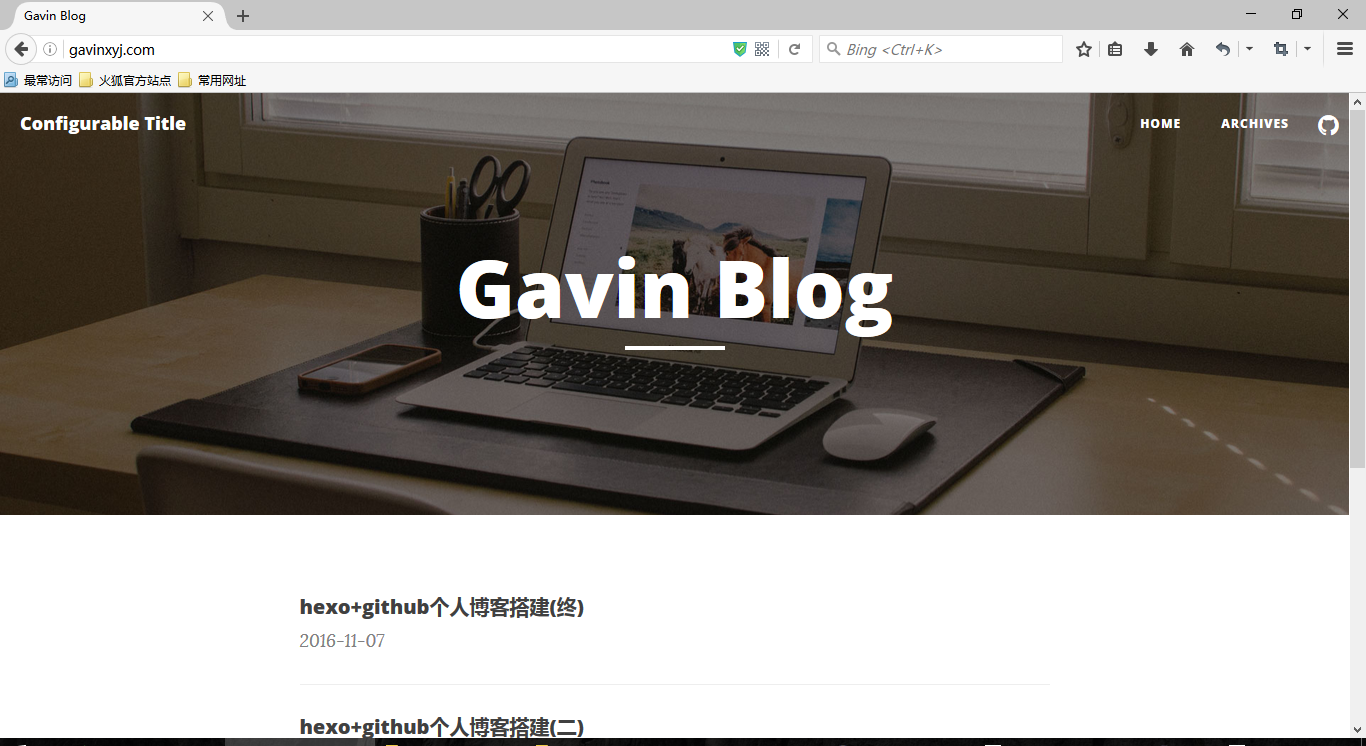 Gavin Blog
gavinxyj.com
Bing <Ctrl+K>
最常访问 火狐官方站点 常用网址
Configurable Title
HOME ARCHIVES
Gavin Blog
hexo+github个人博客搭建(终)
2016-11-07
hexo+github个人博客搭建(二)